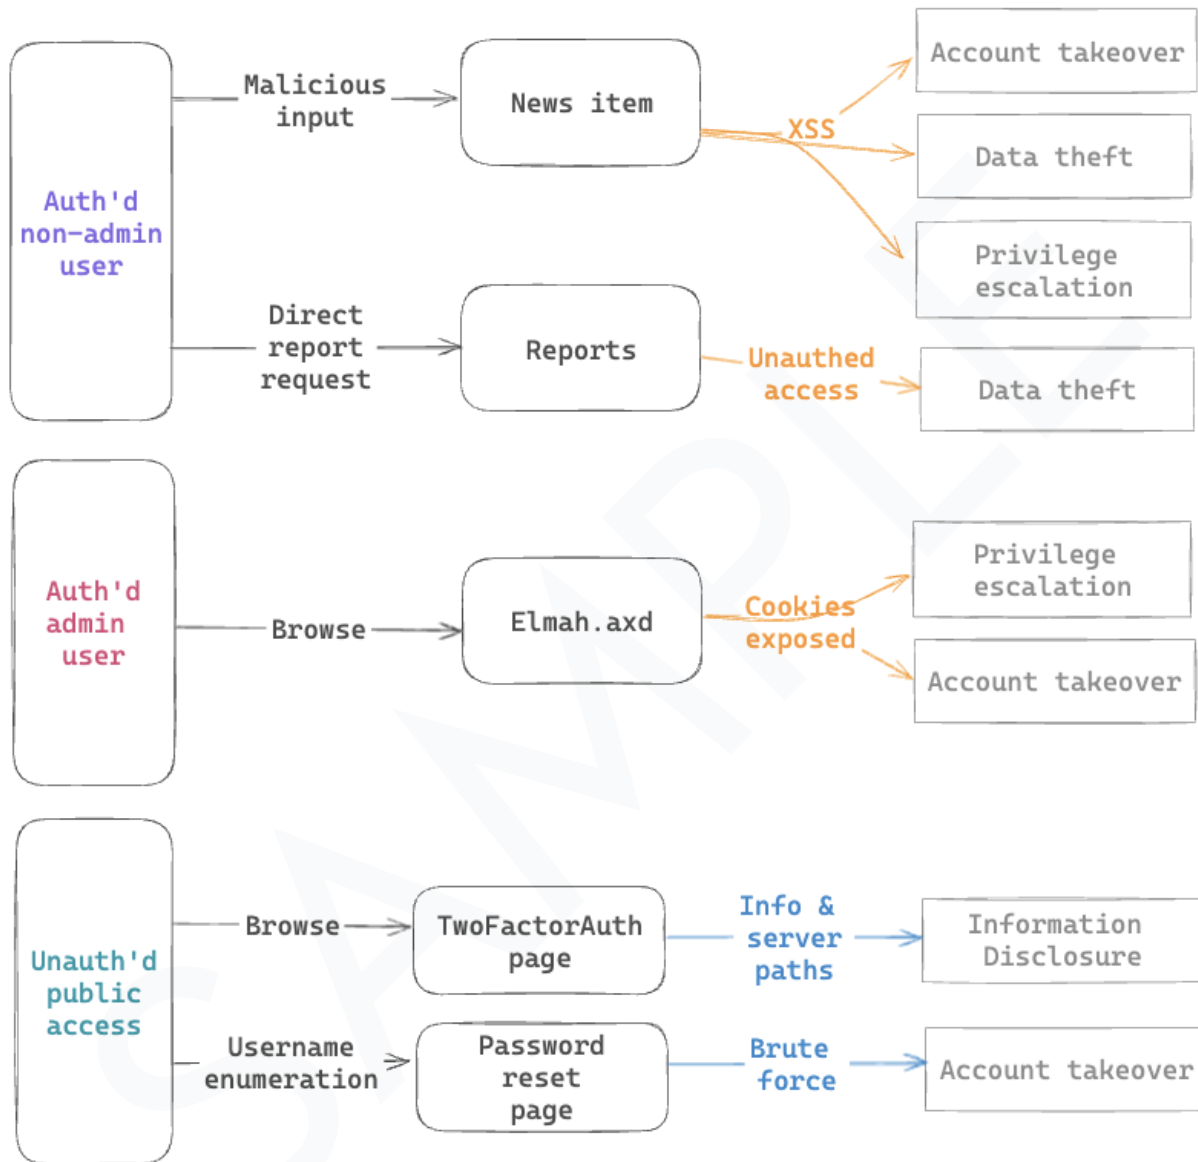 Auth'd
non-admin
user
Malicious
input
News item
XSS
Account takeover
Data theft
Privilege
escalation
Direct
report
request
Reports
Unauthed
access
Data theft
Auth'd
admin
user
Browse
Elmah.axd
Cookies
exposed
Privilege
escalation
Account takeover
Unauth'd
public
access
Browse
TwoFactorAuth
page
Info &
server
paths
Information
Disclosure
Username
enumeration
Password
reset
page
Brute
force
Account takeover
SAMPLE